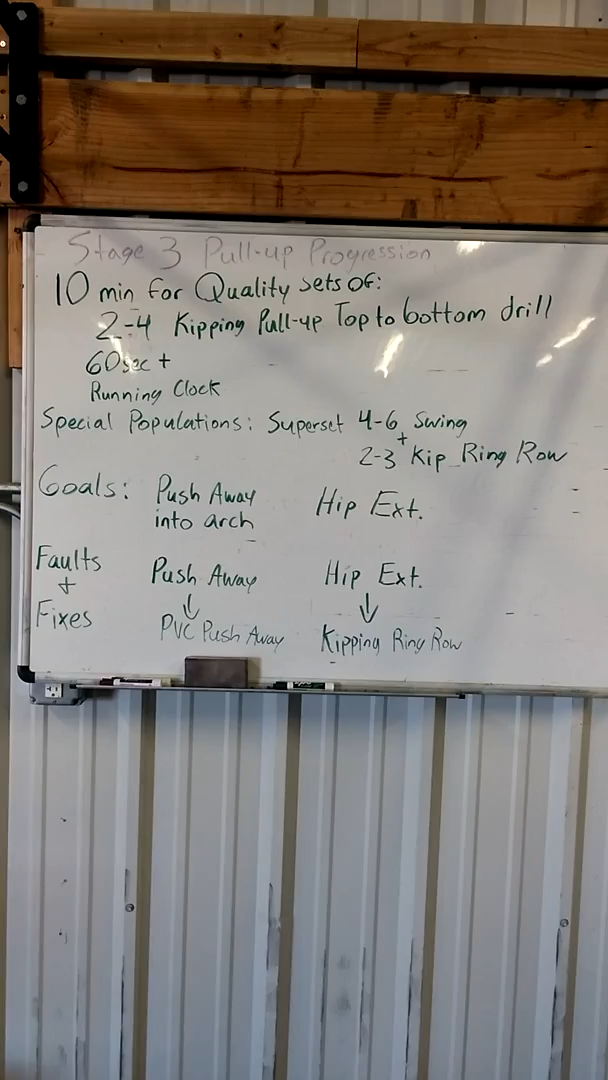 Stage 3 Pull-up Progression
10 min for Quality sets of:
2-4 Kipping Pull-up Top to bottom drill
60sec +
Running Clock
Special Populations: Superset 4-6 Swing
+
2-3 Kip Ring Row
Goals: Push Away into arch Hip Ext.
Faults + Fixes
Push Away Hip Ext.
↓ ↓
PVC Push Away Kipping Ring Row